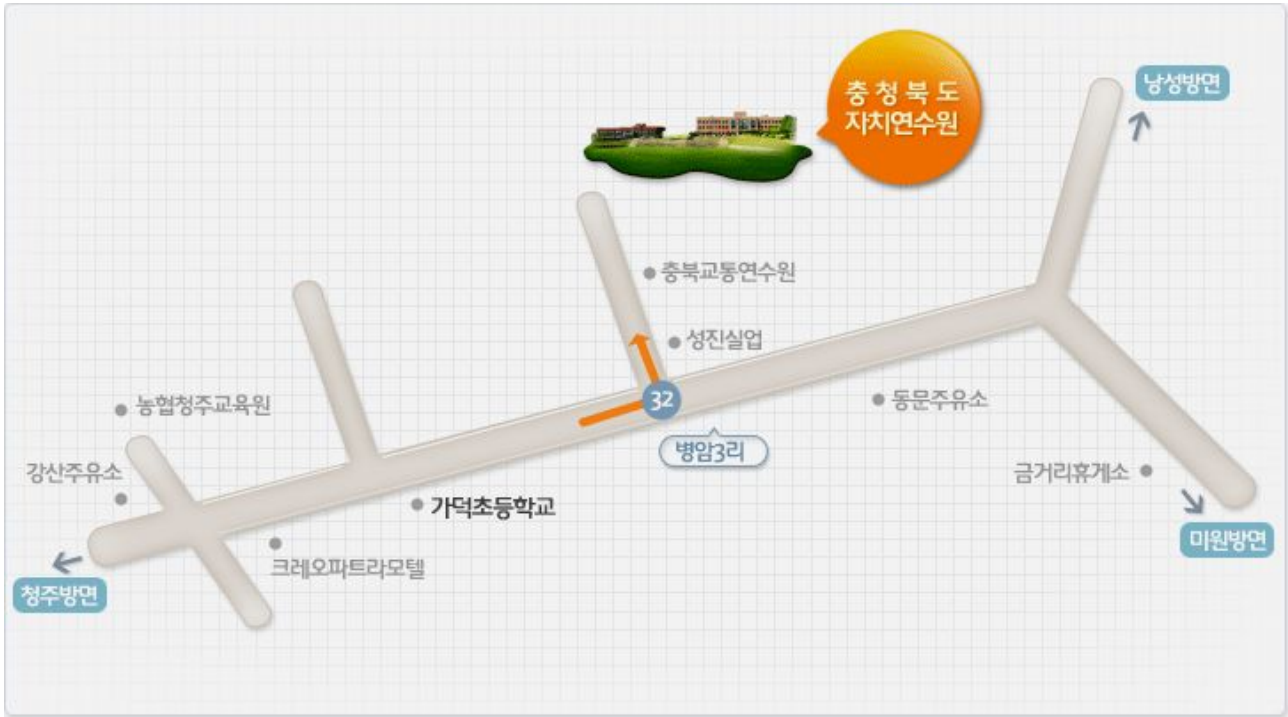 충청북도
자치연수원
낭성방면
충북교통연수원
성진실업
32
병암3리
동문주유소
농협청주교육원
강산주유소
가덕초등학교
금거리휴게소
크레오파트라모텔
미원방면
청주방면